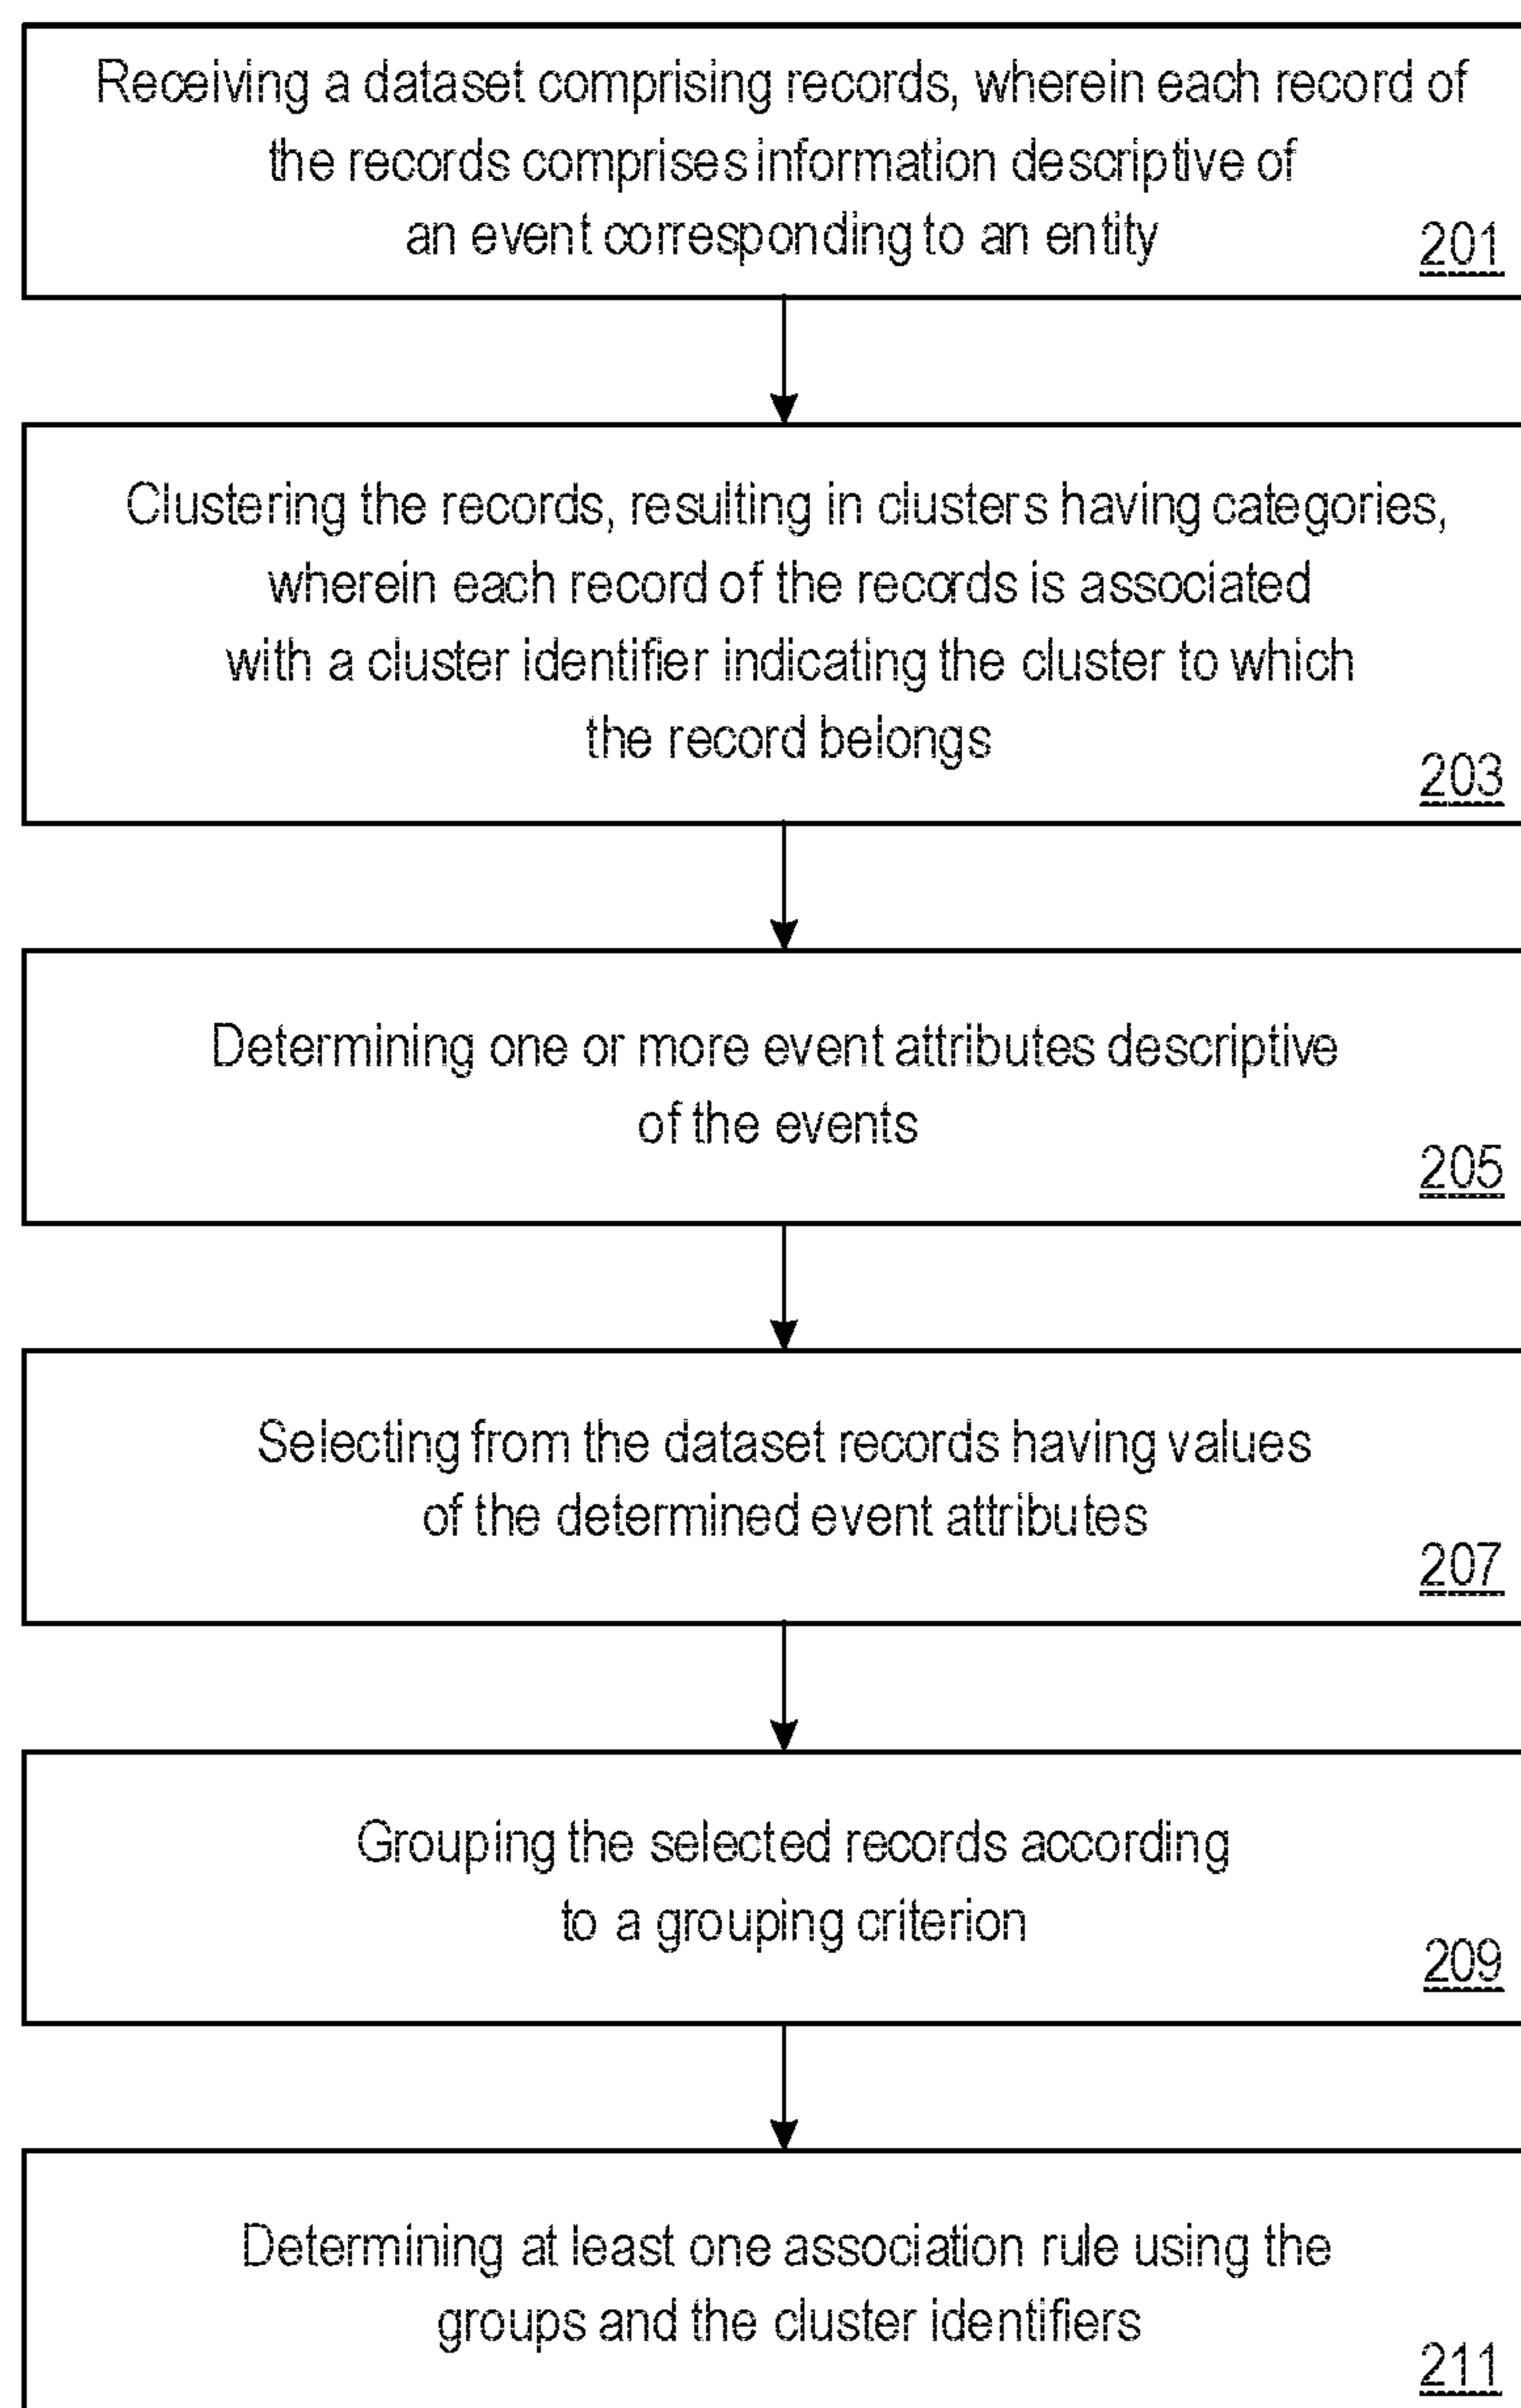 Receiving a dataset comprising records, wherein each record of
the records comprises information descriptive of
an event corresponding to an entity
201
Clustering the records, resulting in clusters having categories,
wherein each record of the records is associated
with a cluster identifier indicating the cluster to which
the record belongs
203
Determining one or more event attributes descriptive
of the events
205
Selecting from the dataset records having values
of the determined event attributes
207
Grouping the selected records according
to a grouping criterion
209
Determining at least one association rule using the
groups and the cluster identifiers
211